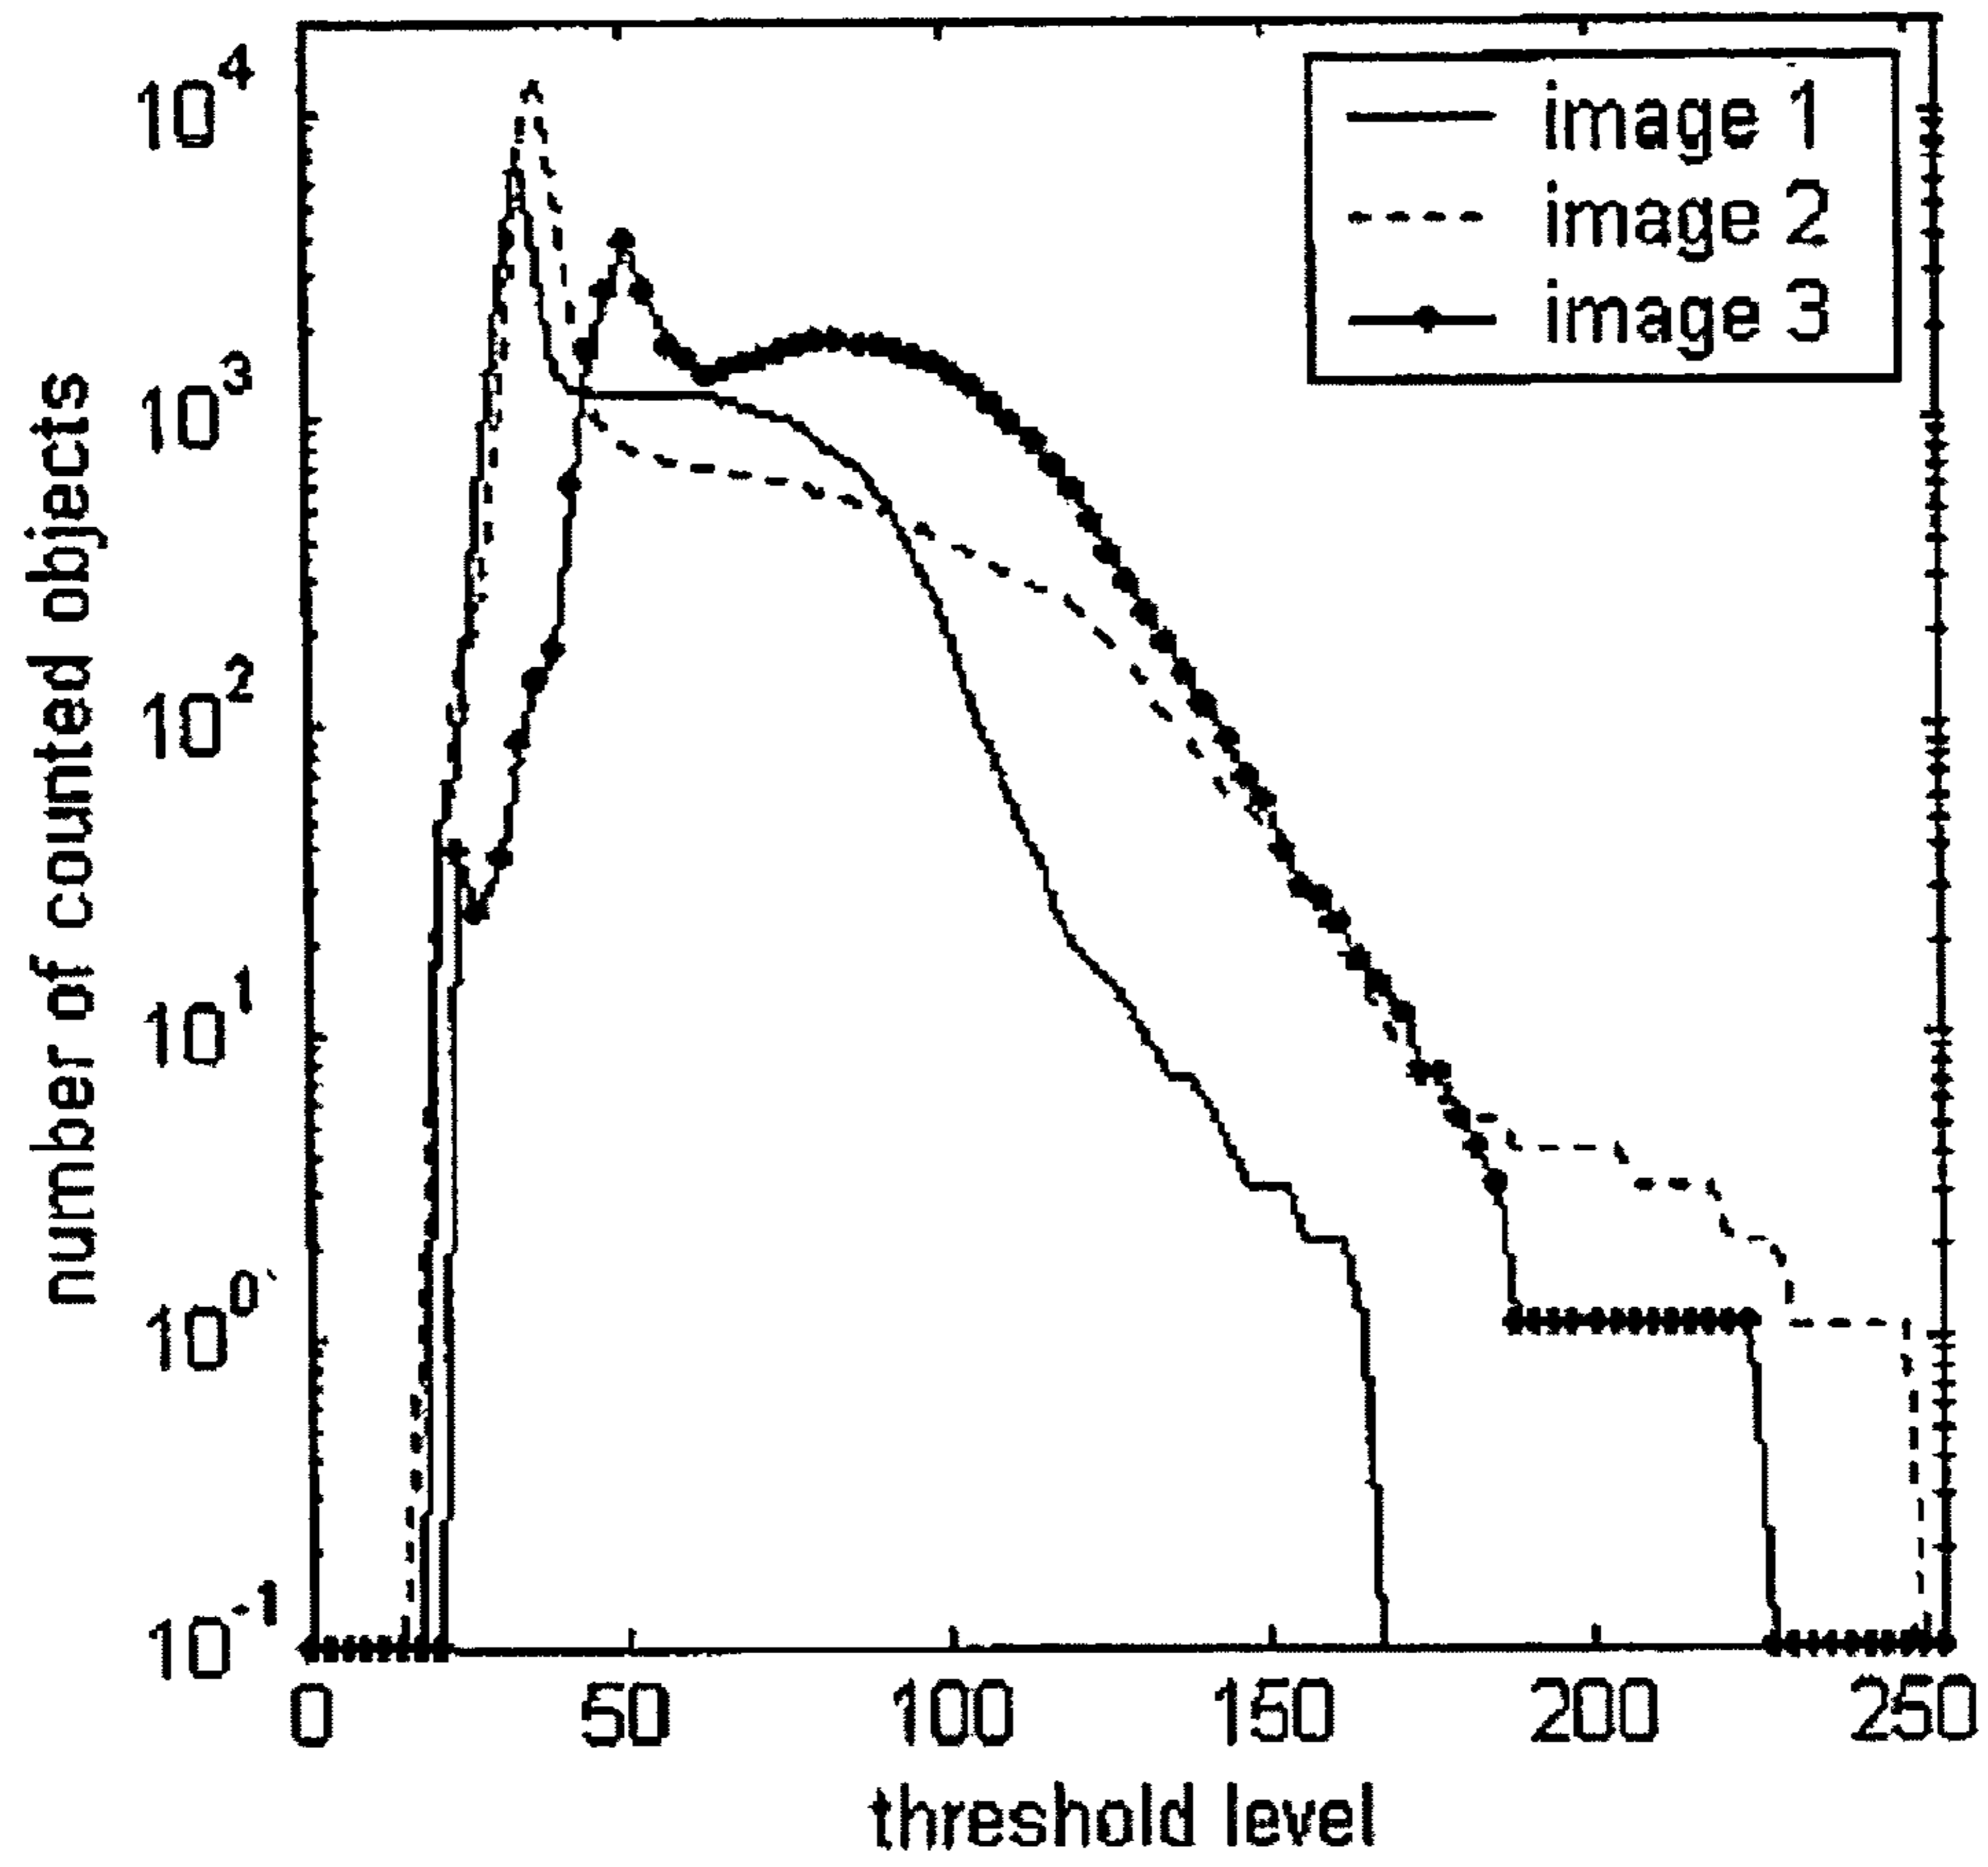 10^4
10^3
10^2
10^1
10^0
10^-1
number of counted objects
image 1
image 2
image 3
0 50 100 150 200 250
threshold level